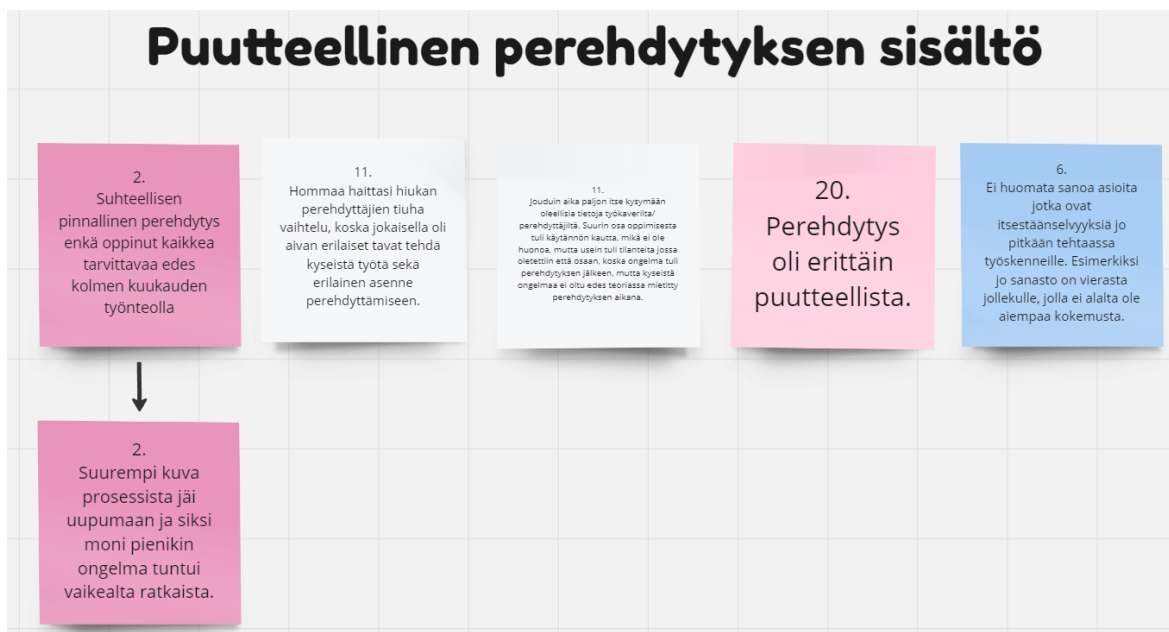 Puutteellinen perehdytyksen sisältö
2.
Suhteellisen
pinnallinen perehdytys
enkä oppinut kaikkea
tarvittavaa edes
kolmen kuukauden
työnteolla
11.
Hommaa haittasi hiukan
perehdyttäjien tiuha
vaihtelu, koska jokaisella oli
aivan erilaiset tavat tehdä
kyseistä työtä sekä
erilainen asenne
perehdyttämiseen.
11.
Jouduin aika paljon itse kysymään
oleellisia tietoja työkaverilta/
perehdyttäjiltä. Suurin osa oppimisesta
tuli käytännön kautta, mikä ei ole
huonoa, mutta usein tuli tilanteita jossa
oletettiin että osaan, koska ongelma tuli
perehdytyksen jälkeen, mutta kyseistä
ongelmaa ei oltu edes teoriassa mietitty
perehdytyksen aikana.
20.
Perehdytys
oli erittäin
puutteellista.
6.
Ei huomata sanoa asioita
jotka ovat
itsestäänselvyyksiä jo
pitkään tehtaassa
työskenneille. Esimerkiksi
jo sanasto on vierasta
jollekulle, jolla ei alalta ole
aiempaa kokemusta.
2.
Suurempi kuva
prosessista jäi
uupumaan ja siksi
moni pienikin
ongelma tuntui
vaikealta ratkaista.